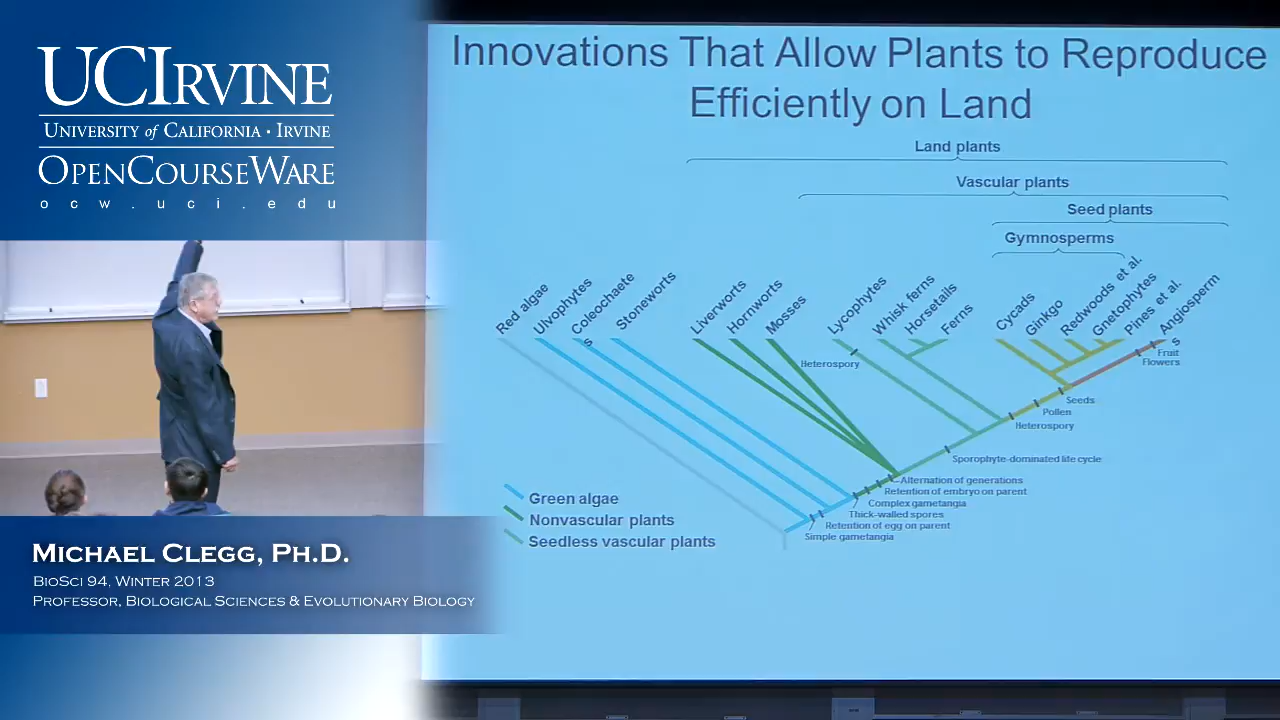 UCIRVINE
UNIVERSITY of CALIFORNIA • IRVINE
OPENCOURSEWARE
ocw.uci.edu
Innovations That Allow Plants to Reproduce
Efficiently on Land
Land plants
Vascular plants
Seed plants
Gymnosperms
Red algae
Ulvophytes
Coleochaete
s
Stoneworts
Liverworts
Hornworts
Mosses
Lycophytes
Whisk ferns
Horsetails
Ferns
Cycads
Ginkgo
Redwoods et al.
Gnetophytes
Pines et al.
Angiosperm
s
Fruit
Flowers
Heterospory
Seeds
Pollen
Heterospory
Sporophyte-dominated life cycle
Alternation of generations
Retention of embryo on parent
Complex gametangia
Thick-walled spores
Retention of egg on parent
Simple gametangia
Green algae
Nonvascular plants
Seedless vascular plants
MICHAEL CLEGG, PH.D.
BIOSCI 94, WINTER 2013
PROFESSOR, BIOLOGICAL SCIENCES & EVOLUTIONARY BIOLOGY